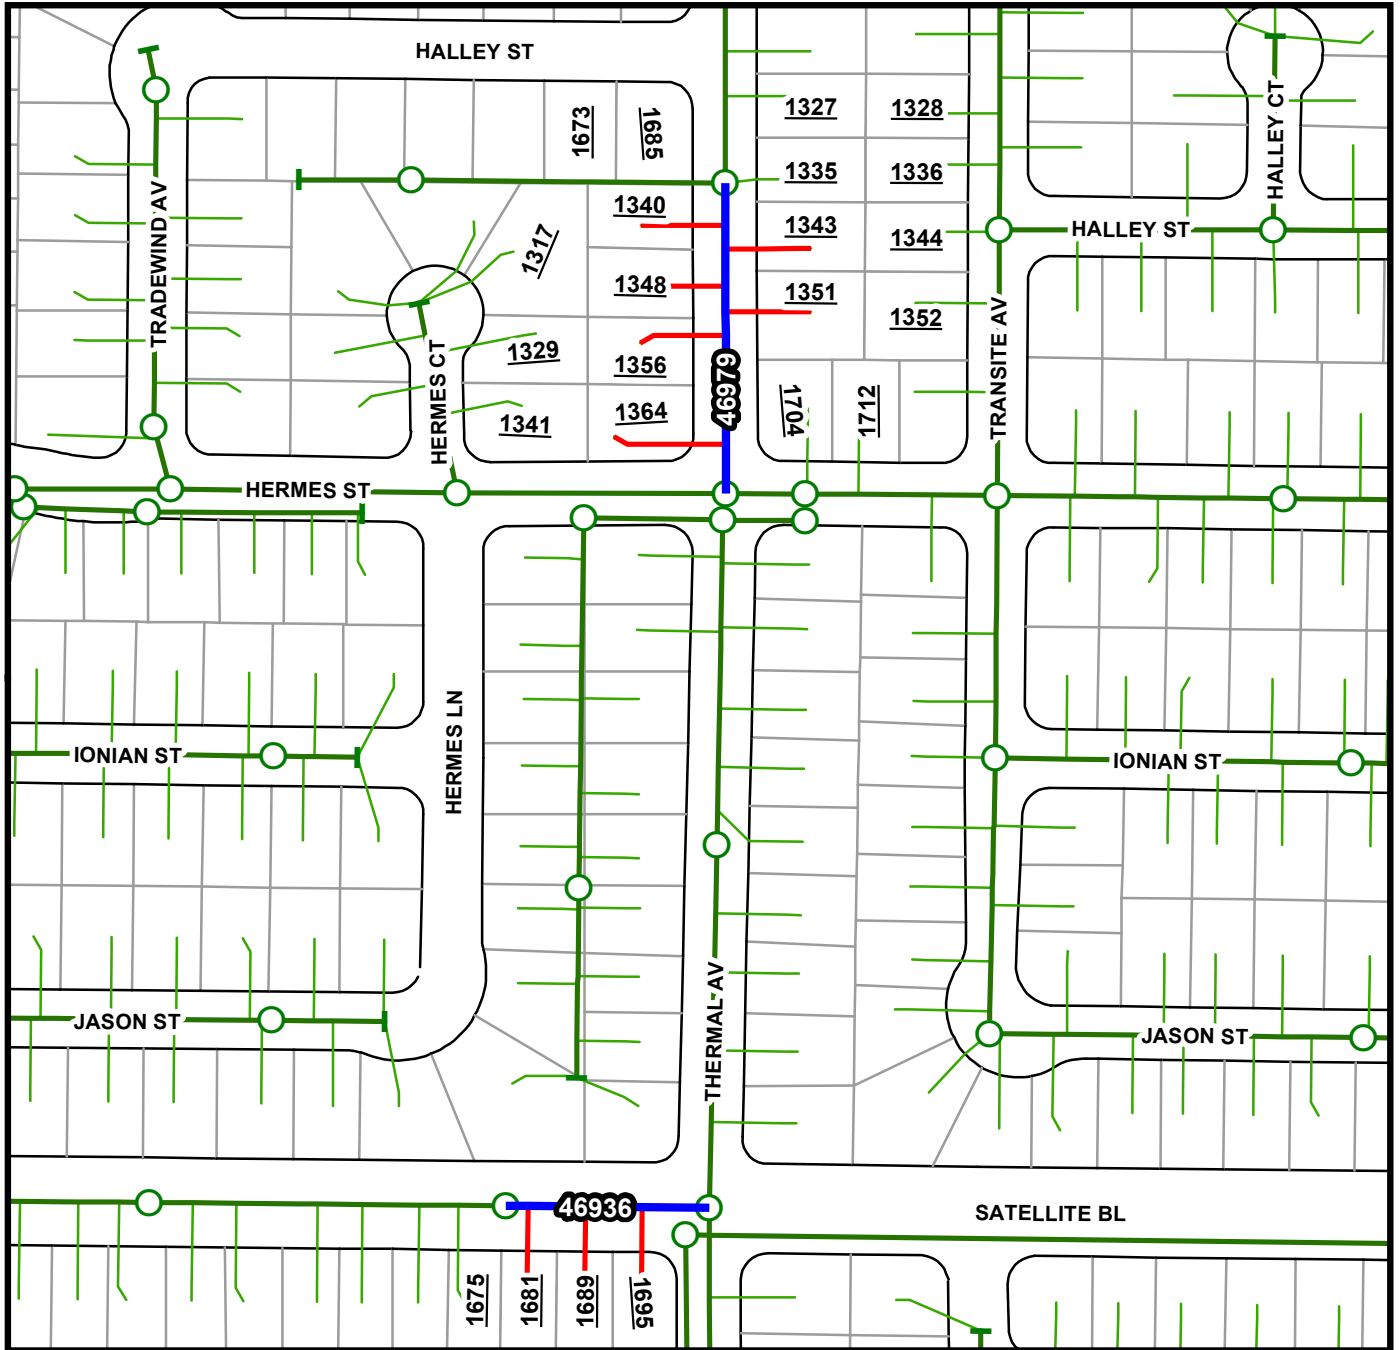 HALLEY ST
HALLEY CT
1673
1685
1327
1328
1335
1336
TRADEWIND AV
1340
1343
1344
HALLEY ST
1317
1348
1351
1352
TRANSITE AV
1329
1356
46979
HERMES CT
1341
1364
1704
1712
HERMES ST
HERMES LN
IONIAN ST
IONIAN ST
THERMAL AV
JASON ST
JASON ST
46936
SATELLITE BL
1675
1681
1689
1695